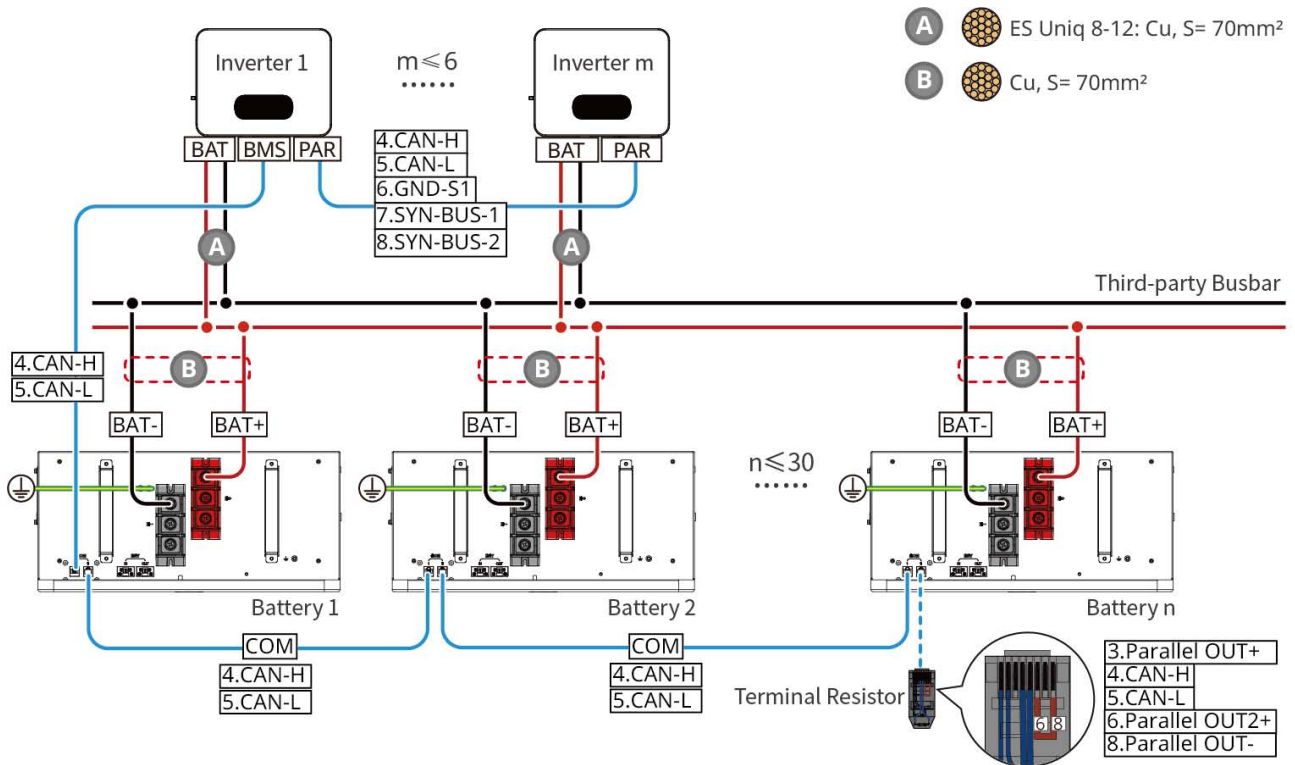 A ES Uniq 8-12: Cu, S= 70mm²
B Cu, S= 70mm²
Inverter 1
m≤6
Inverter m
BAT BMS PAR
BAT PAR
4.CAN-H
5.CAN-L
6.GND-S1
7.SYN-BUS-1
8.SYN-BUS-2
A
A
Third-party Busbar
4.CAN-H
5.CAN-L
B
B
B
BAT- BAT+
BAT- BAT+
BAT- BAT+
n≤30
Battery 1
Battery 2
Battery n
COM
4.CAN-H
5.CAN-L
COM
4.CAN-H
5.CAN-L
Terminal Resistor
6 8
3.Parallel OUT+
4.CAN-H
5.CAN-L
6.Parallel OUT2+
8.Parallel OUT-